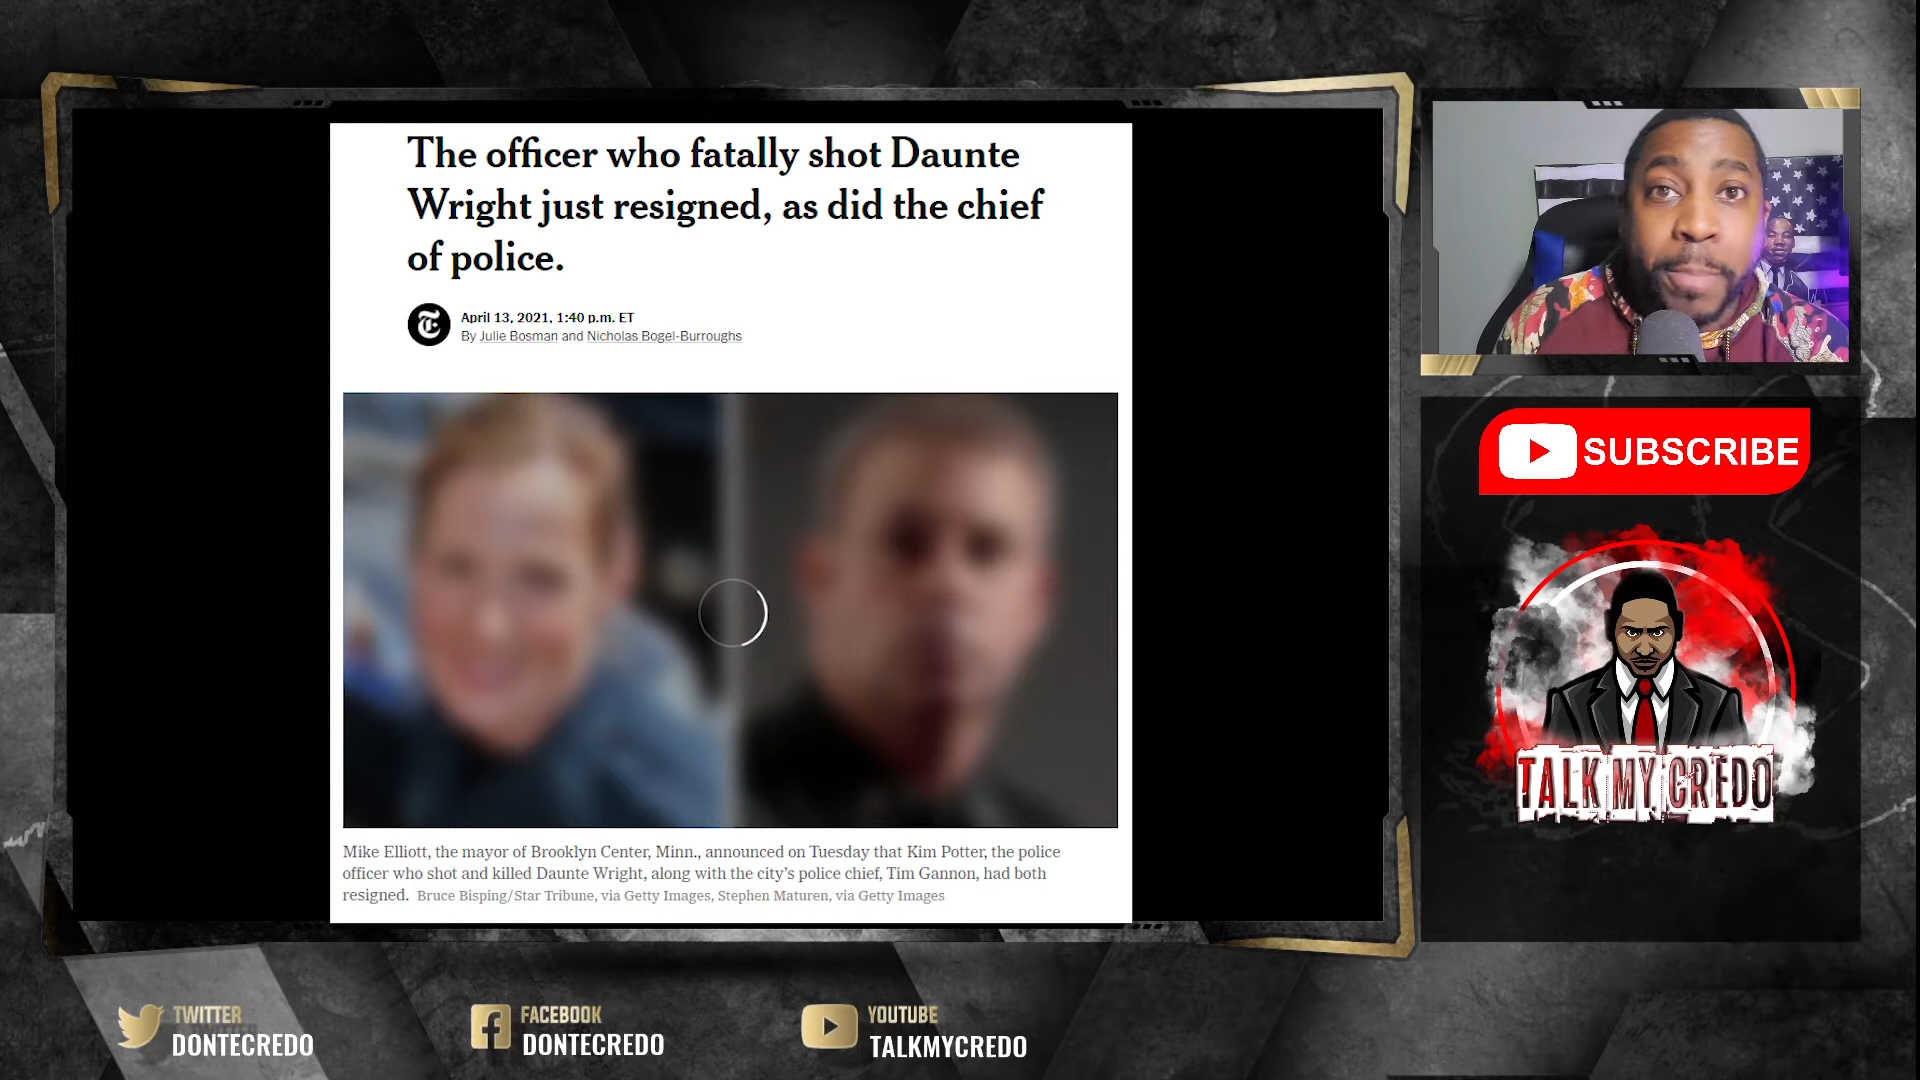 The officer who fatally shot Daunte
Wright just resigned, as did the chief
of police.
April 13, 2021, 1:40 p.m. ET
By Julie Bosman and Nicholas Bogel-Burroughs
Mike Elliott, the mayor of Brooklyn Center, Minn., announced on Tuesday that Kim Potter, the police
officer who shot and killed Daunte Wright, along with the city's police chief, Tim Gannon, had both
resigned. Bruce Bisping/Star Tribune, via Getty Images, Stephen Maturen, via Getty Images
SUBSCRIBE
TALK MY CREDO
TWITTER
DONTECREDO
FACEBOOK
DONTECREDO
YOUTUBE
TALKMYCREDO